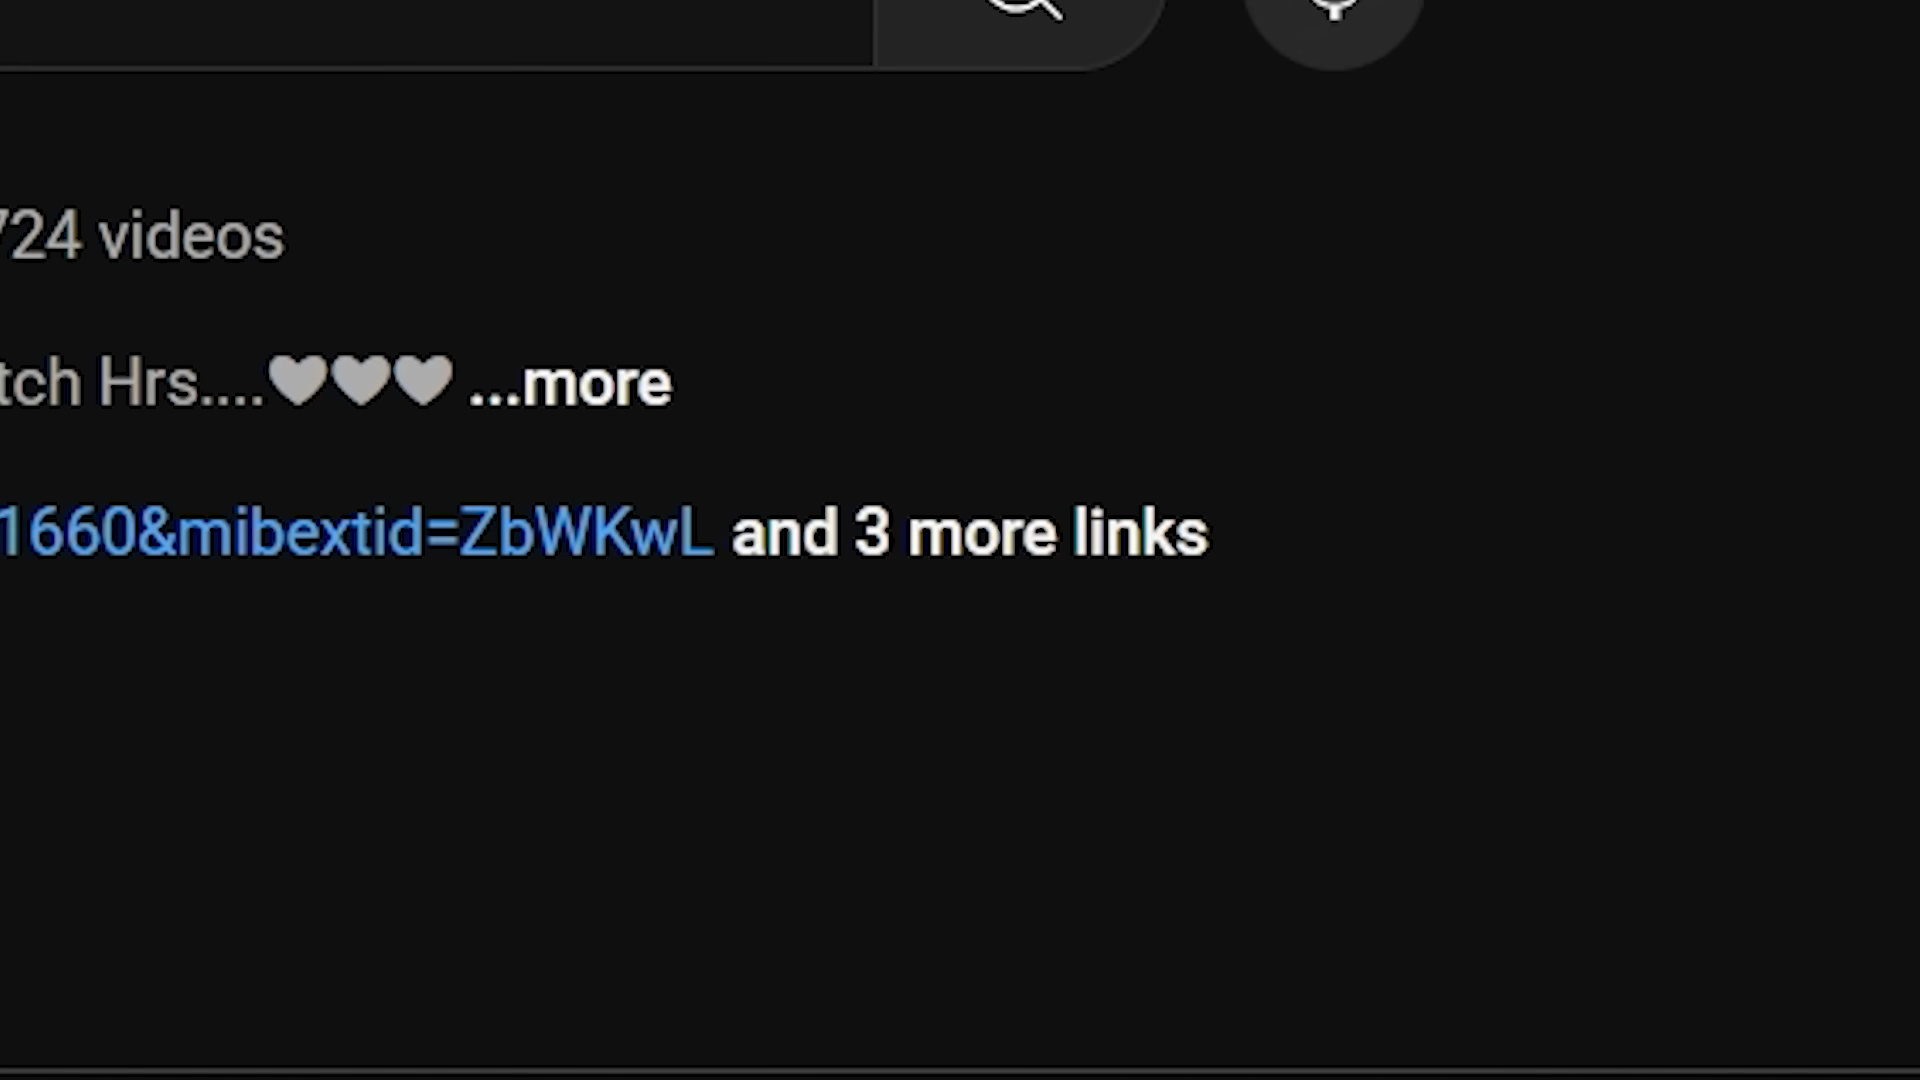 724 videos
tch Hrs....🤍🤍🤍 ...more
1660&mibextid=ZbWKwL and 3 more links